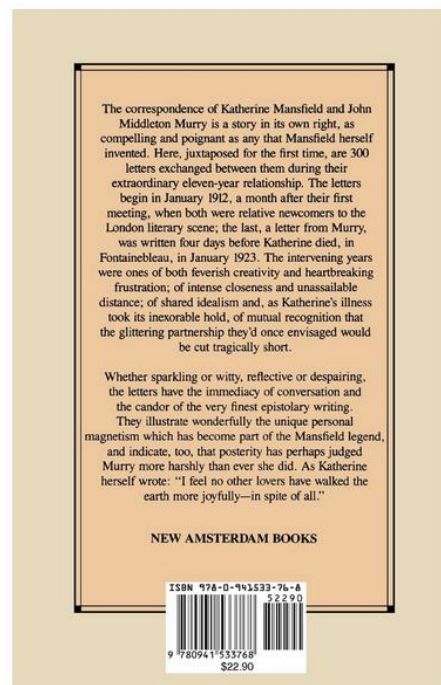 The correspondence of Katherine Mansfield and John
Middleton Murry is a story in its own right, as
compelling and poignant as any that Mansfield herself
invented. Here, juxtaposed for the first time, are 300
letters exchanged between them during their
extraordinary eleven-year relationship. The letters
begin in January 1912, a month after their first
meeting, when both were relative newcomers to the
London literary scene; the last, a letter from Murry,
was written four days before Katherine died, in
Fontainebleau, in January 1923. The intervening years
were ones of both feverish creativity and heartbreaking
frustration; of intense closeness and unassailable
distance; of shared idealism and, as Katherine's illness
took its inexorable hold, of mutual recognition that
the glittering partnership they'd once envisaged would
be cut tragically short.
Whether sparkling or witty, reflective or despairing,
the letters have the immediacy of conversation and
the candor of the very finest epistolary writing.
They illustrate wonderfully the unique personal
magnetism which has become part of the Mansfield legend,
and indicate, too, that posterity has perhaps judged
Murry more harshly than ever she did. As Katherine
herself wrote: "I feel no other lovers have walked the
earth more joyfully—in spite of all."
NEW AMSTERDAM BOOKS
ISBN 978-0-941533-76-8
52290
9 780941 533768
$22.90